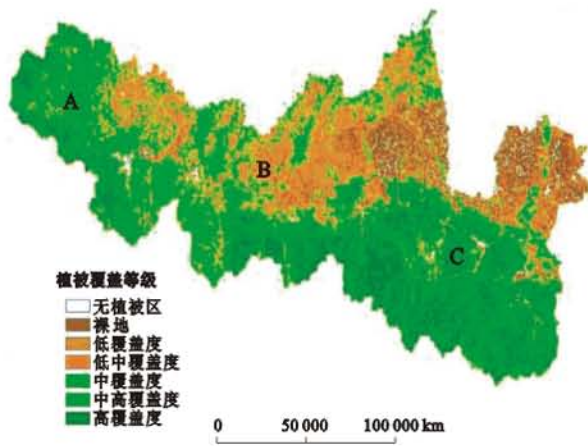 A
B
C
植被覆盖等级
无植被区
裸地
低覆盖度
低中覆盖度
中覆盖度
中高覆盖度
高覆盖度
0 50 000 100 000 km